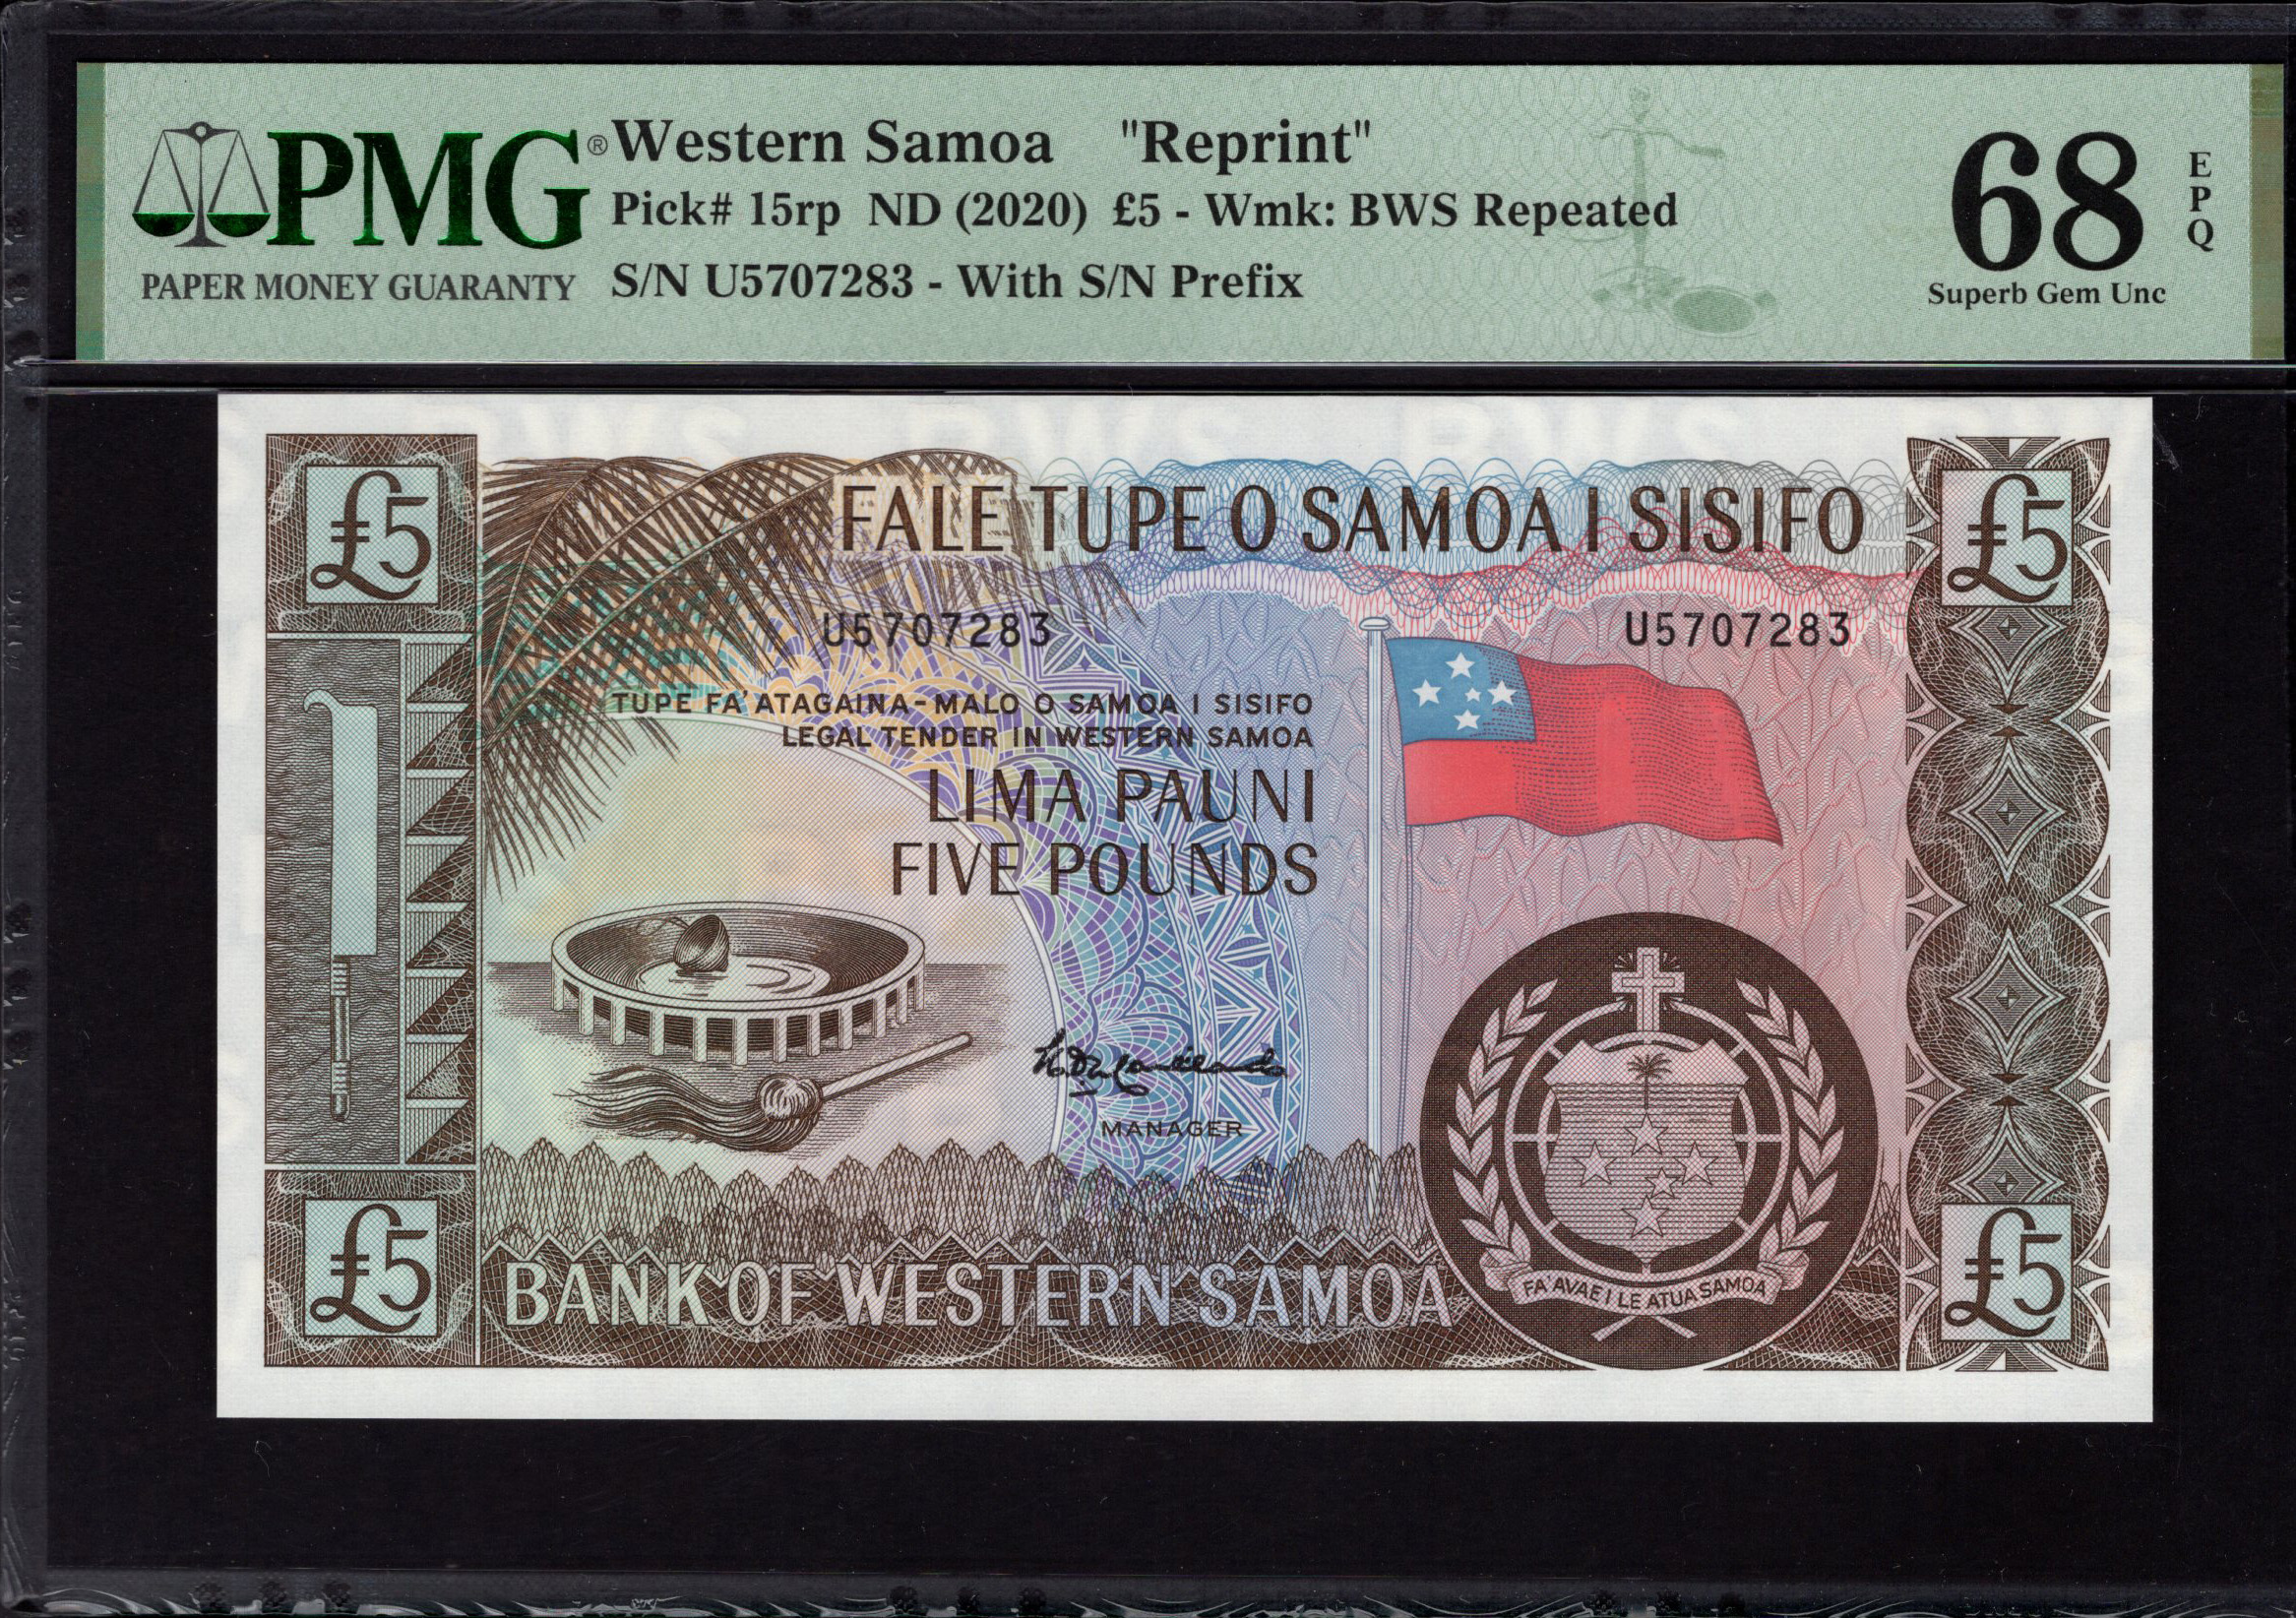 PMG®
PAPER MONEY GUARANTY
Western Samoa "Reprint"
Pick# 15rp ND (2020) £5 - Wmk: BWS Repeated
S/N U5707283 - With S/N Prefix
68
EPQ
Superb Gem Unc
BWS BWS BWS
£5
£5
FALE TUPE O SAMOA I SISIFO
U5707283
U5707283
TUPE FA'ATAGAINA-MALO O SAMOA I SISIFO
LEGAL TENDER IN WESTERN SAMOA
LIMA PAUNI
FIVE POUNDS
MANAGER
£5
BANK OF WESTERN SAMOA
FA'AVAE I LE ATUA SAMOA
£5